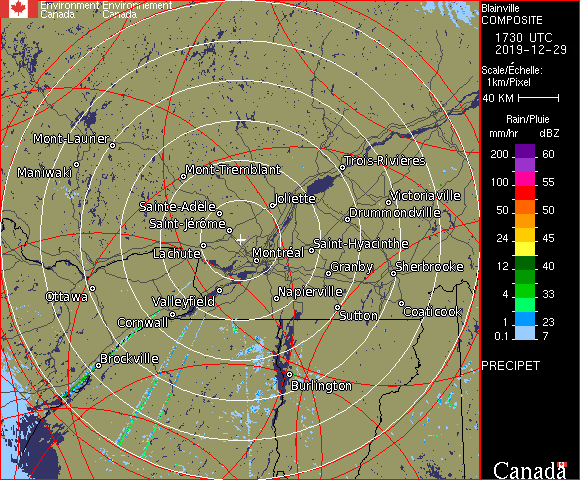 Environment Environnement
Canada Canada
Blainville
COMPOSITE
1730 UTC
2019-12-29
Scale/Échelle:
1km/Pixel
40 KM
Rain/Pluie
mm/hr dBZ
200 60
100 55
50 50
24 45
12 40
4 33
1 23
0.1 7
PRECIPET
Canada
Mont-Laurier
Maniwaki
Mont-Tremblant
Trois-Rivières
Joliette
Victoriaville
Sainte-Adèle
Drummondville
Saint-Jérôme
Lachute
Montréal
Saint-Hyacinthe
Granby
Sherbrooke
Ottawa
Valleyfield
Napierville
Cornwall
Sutton
Coaticook
Brockville
Burlington